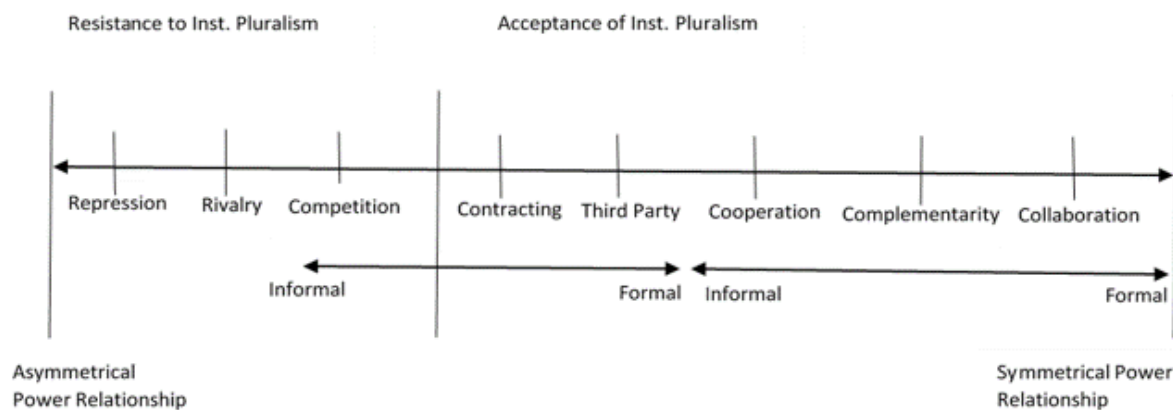 Resistance to Inst. Pluralism
Acceptance of Inst. Pluralism
Repression
Rivalry
Competition
Contracting
Third Party
Cooperation
Complementarity
Collaboration
Informal
Formal
Informal
Formal
Asymmetrical
Power Relationship
Symmetrical Power
Relationship